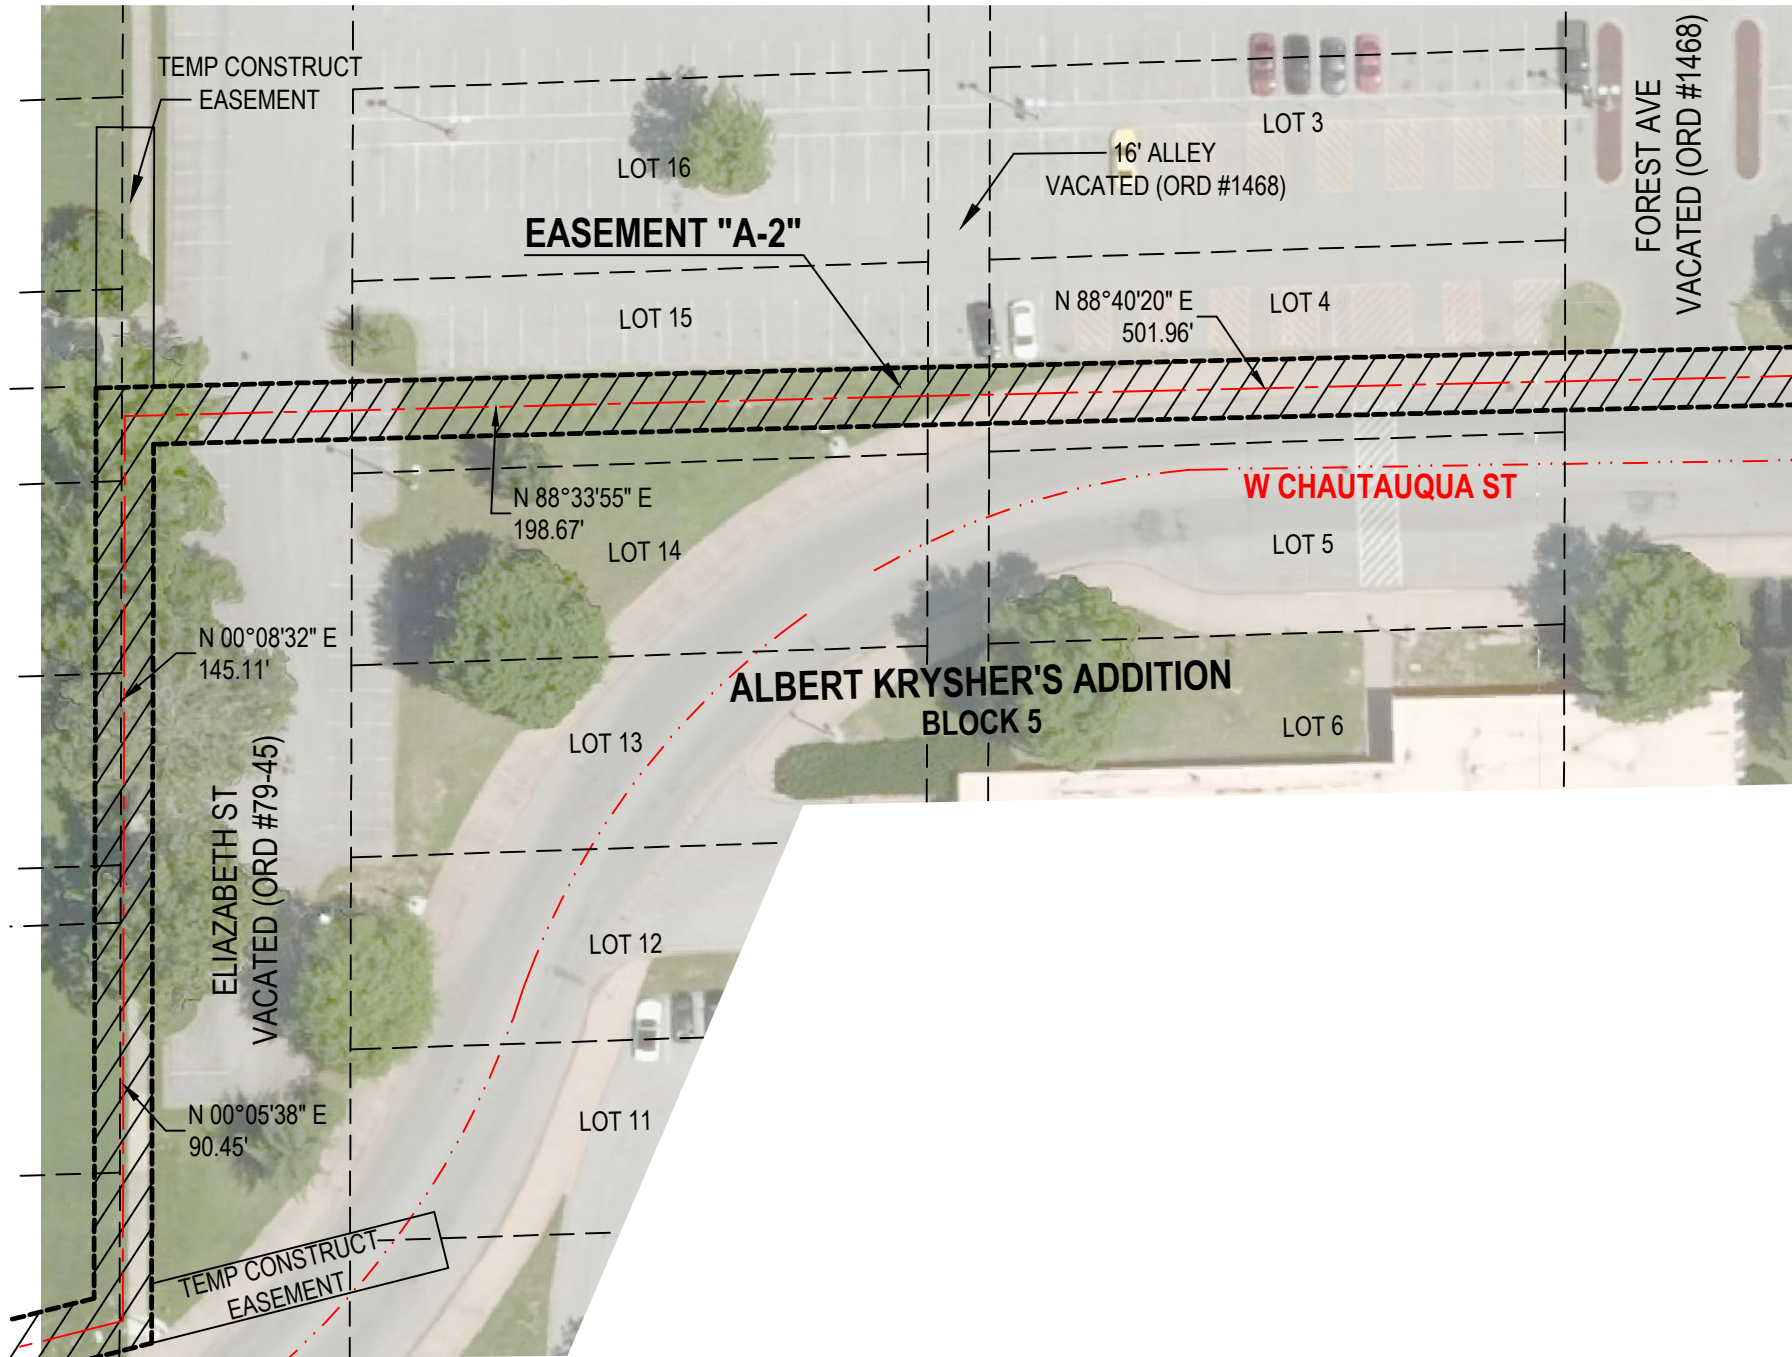 TEMP CONSTRUCT
EASEMENT
LOT 16
EASEMENT "A-2"
16' ALLEY
VACATED (ORD #1468)
LOT 3
FOREST AVE
VACATED (ORD #1468)
LOT 15
N 88°40'20" E
501.96'
LOT 4
N 88°33'55" E
198.67'
LOT 14
W CHAUTAUQUA ST
LOT 5
N 00°08'32" E
145.11'
ALBERT KRYSHER'S ADDITION
BLOCK 5
LOT 13
LOT 6
ELIAZABETH ST
VACATED (ORD #79-45)
LOT 12
N 00°05'38" E
90.45'
LOT 11
TEMP CONSTRUCT
EASEMENT